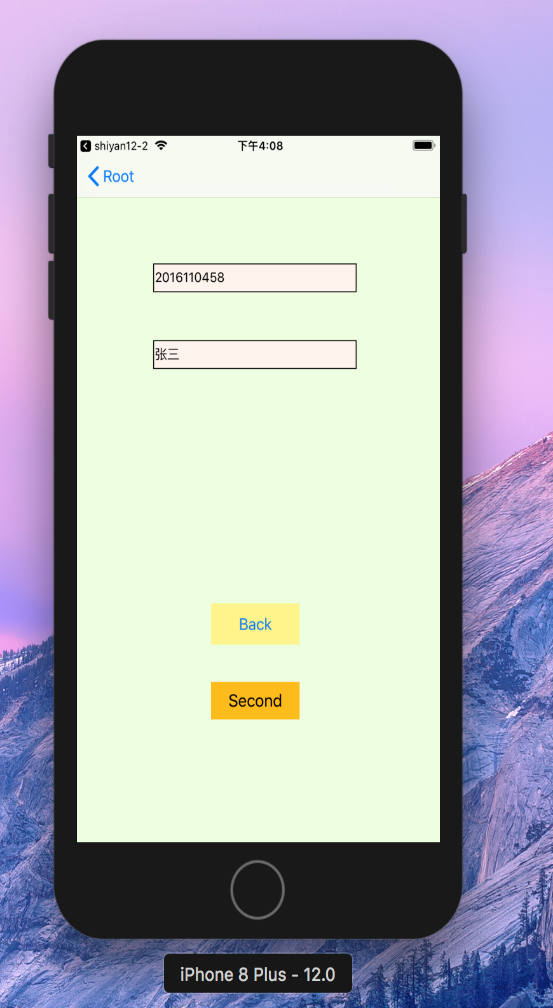 shiyan12-2 下午4:08
Root
2016110458
张三
Back
Second
iPhone 8 Plus - 12.0